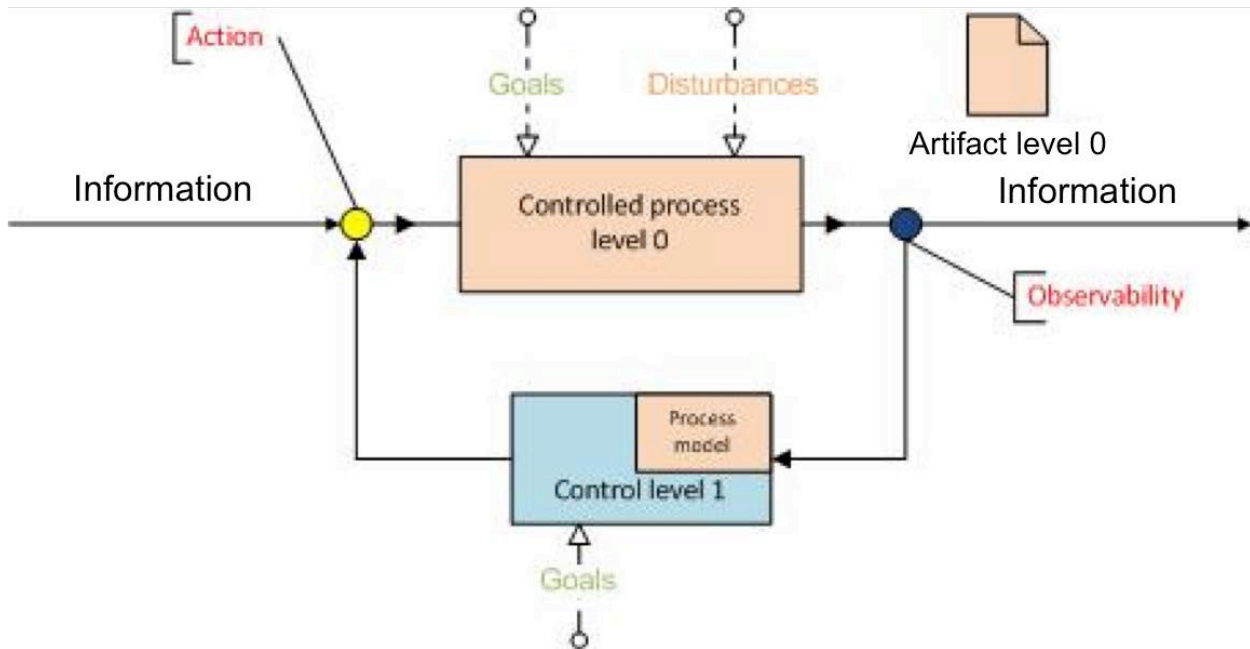 Action
Goals
Disturbances
Artifact level 0
Information
Information
Controlled process
level 0
Observability
Process
model
Control level 1
Goals